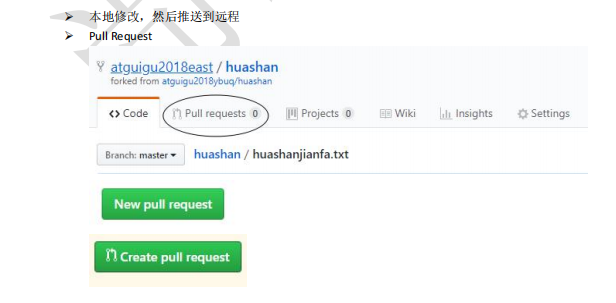 ➢ 本地修改，然后推送到远程
➢ Pull Request
atguigu2018east / huashan
forked from atguigu2018ybuq/huashan
<> Code Pull requests 0 Projects 0 Wiki Insights Settings
Branch: master huashan / huashanjianfa.txt
New pull request
Create pull request